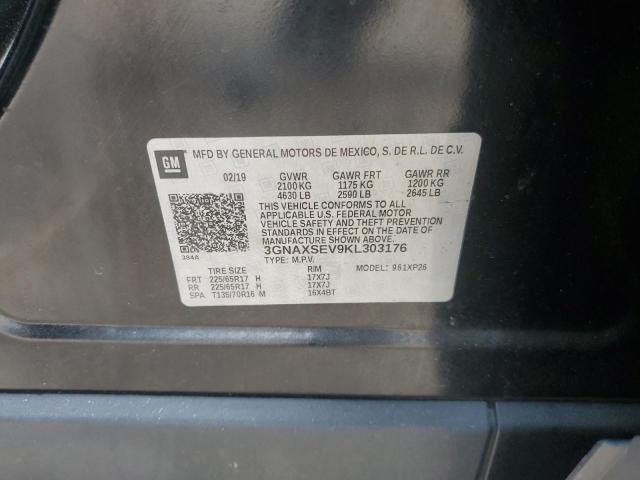 GM MFD BY GENERAL MOTORS DE MEXICO, S. DE R.L. DE C.V.
02/19 GVWR GAWR FRT GAWR RR
2100 KG 1175 KG 1200 KG
4630 LB 2590 LB 2645 LB
THIS VEHICLE CONFORMS TO ALL
APPLICABLE U.S. FEDERAL MOTOR
VEHICLE SAFETY AND THEFT PREVENTION
STANDARDS IN EFFECT ON THE DATE OF
MANUFACTURE SHOWN ABOVE.
384A 3GNAXSEV9KL303176
TYPE: M.P.V. MODEL: 961XP26
TIRE SIZE RIM
FRT 225/65R17 H 17X7J
RR 225/65R17 H 17X7J
SPA T135/70R16 M 16X4BT